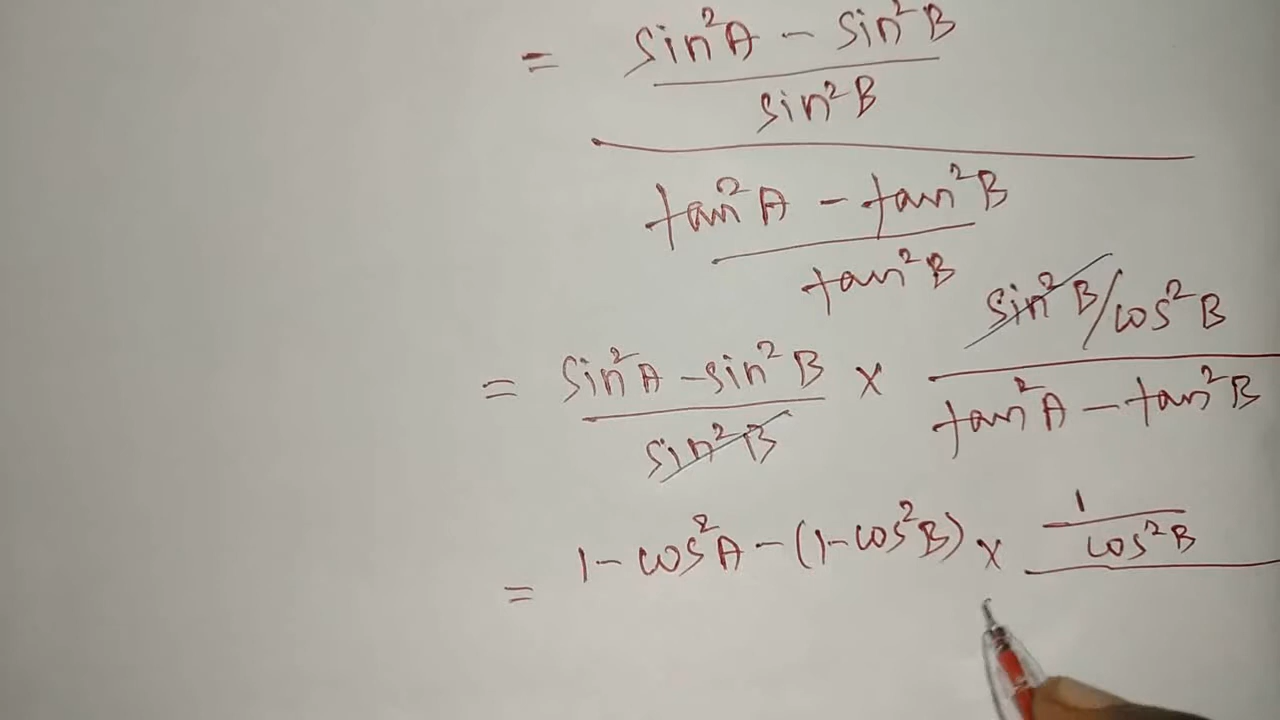 = sin²A - sin²B
sin²B
tan²A - tan²B
tan²B
sin²B/cos²B
= sin²A - sin²B ×
sin²B
tan²A - tan²B
1
= 1 - cos²A - (1 - cos²B) ×
cos²B